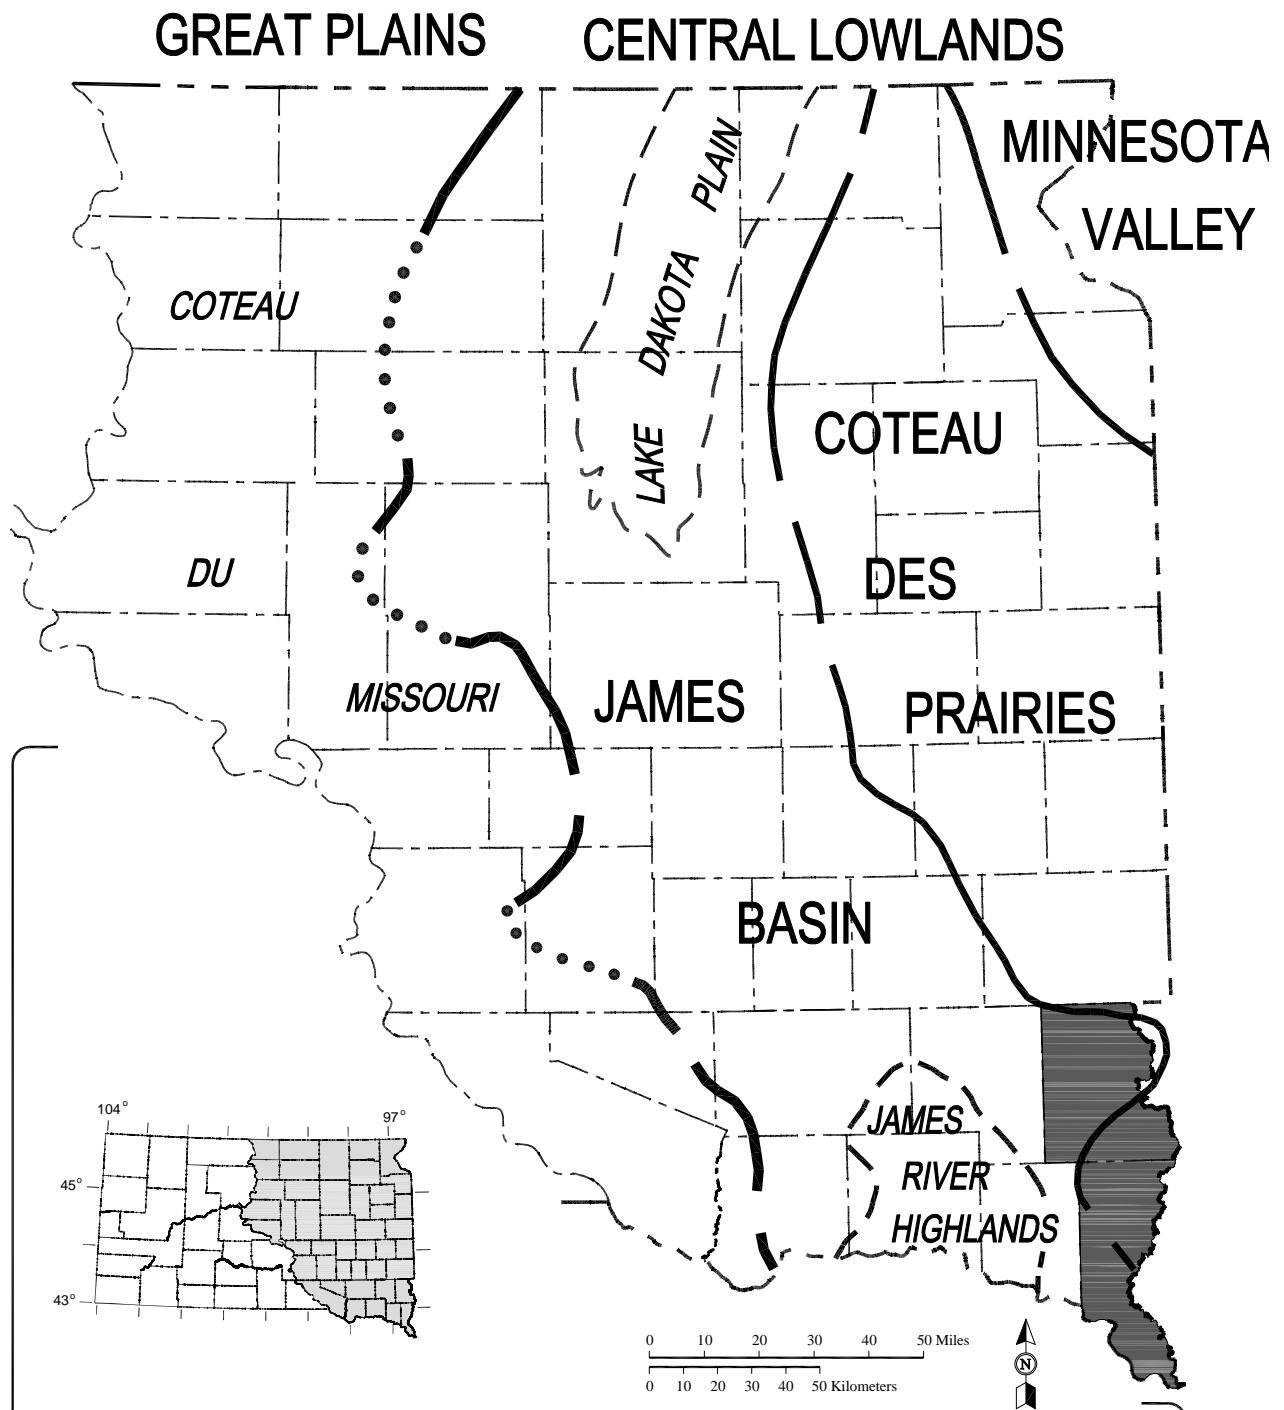 GREAT PLAINS
CENTRAL LOWLANDS
MINNESOTA
VALLEY
COTEAU
DU
MISSOURI
LAKE DAKOTA PLAIN
COTEAU
DES
PRAIRIES
JAMES
BASIN
JAMES
RIVER
HIGHLANDS
104°
97°
45°
43°
0 10 20 30 40 50 Miles
0 10 20 30 40 50 Kilometers
N